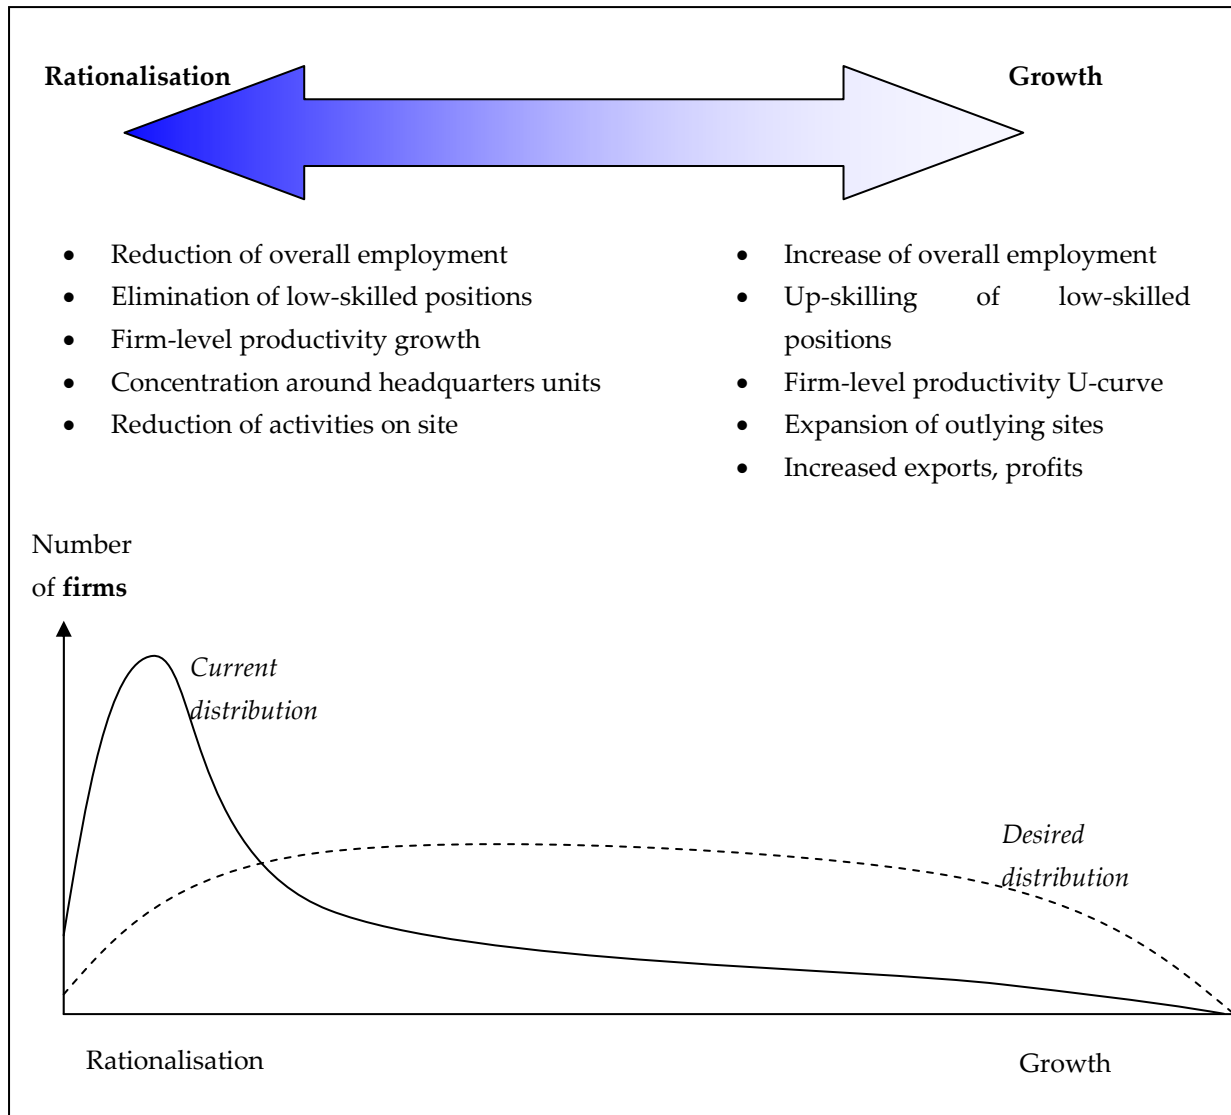 Rationalisation
Growth
• Reduction of overall employment
• Elimination of low-skilled positions
• Firm-level productivity growth
• Concentration around headquarters units
• Reduction of activities on site
• Increase of overall employment
• Up-skilling of low-skilled
positions
• Firm-level productivity U-curve
• Expansion of outlying sites
• Increased exports, profits
Number
of firms
Current
distribution
Desired
distribution
Rationalisation
Growth